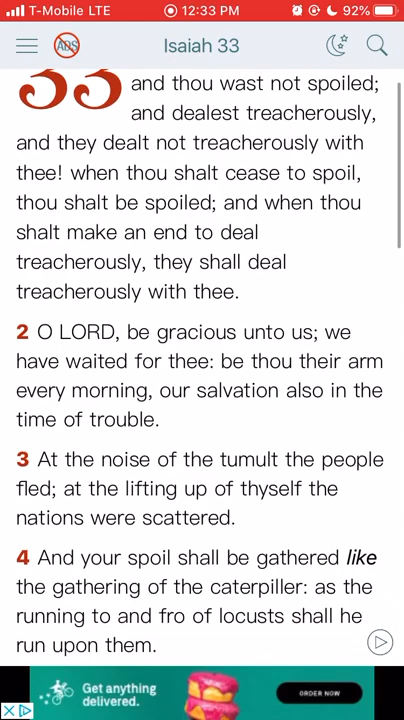 T-Mobile LTE 12:33 PM 92%
ADS Isaiah 33
33 and thou wast not spoiled;
and dealest treacherously,
and they dealt not treacherously with
thee! when thou shalt cease to spoil,
thou shalt be spoiled; and when thou
shalt make an end to deal
treacherously, they shall deal
treacherously with thee.
2 O LORD, be gracious unto us; we
have waited for thee: be thou their arm
every morning, our salvation also in the
time of trouble.
3 At the noise of the tumult the people
fled; at the lifting up of thyself the
nations were scattered.
4 And your spoil shall be gathered like
the gathering of the caterpiller: as the
running to and fro of locusts shall he
run upon them.
Get anything
delivered.
ORDER NOW